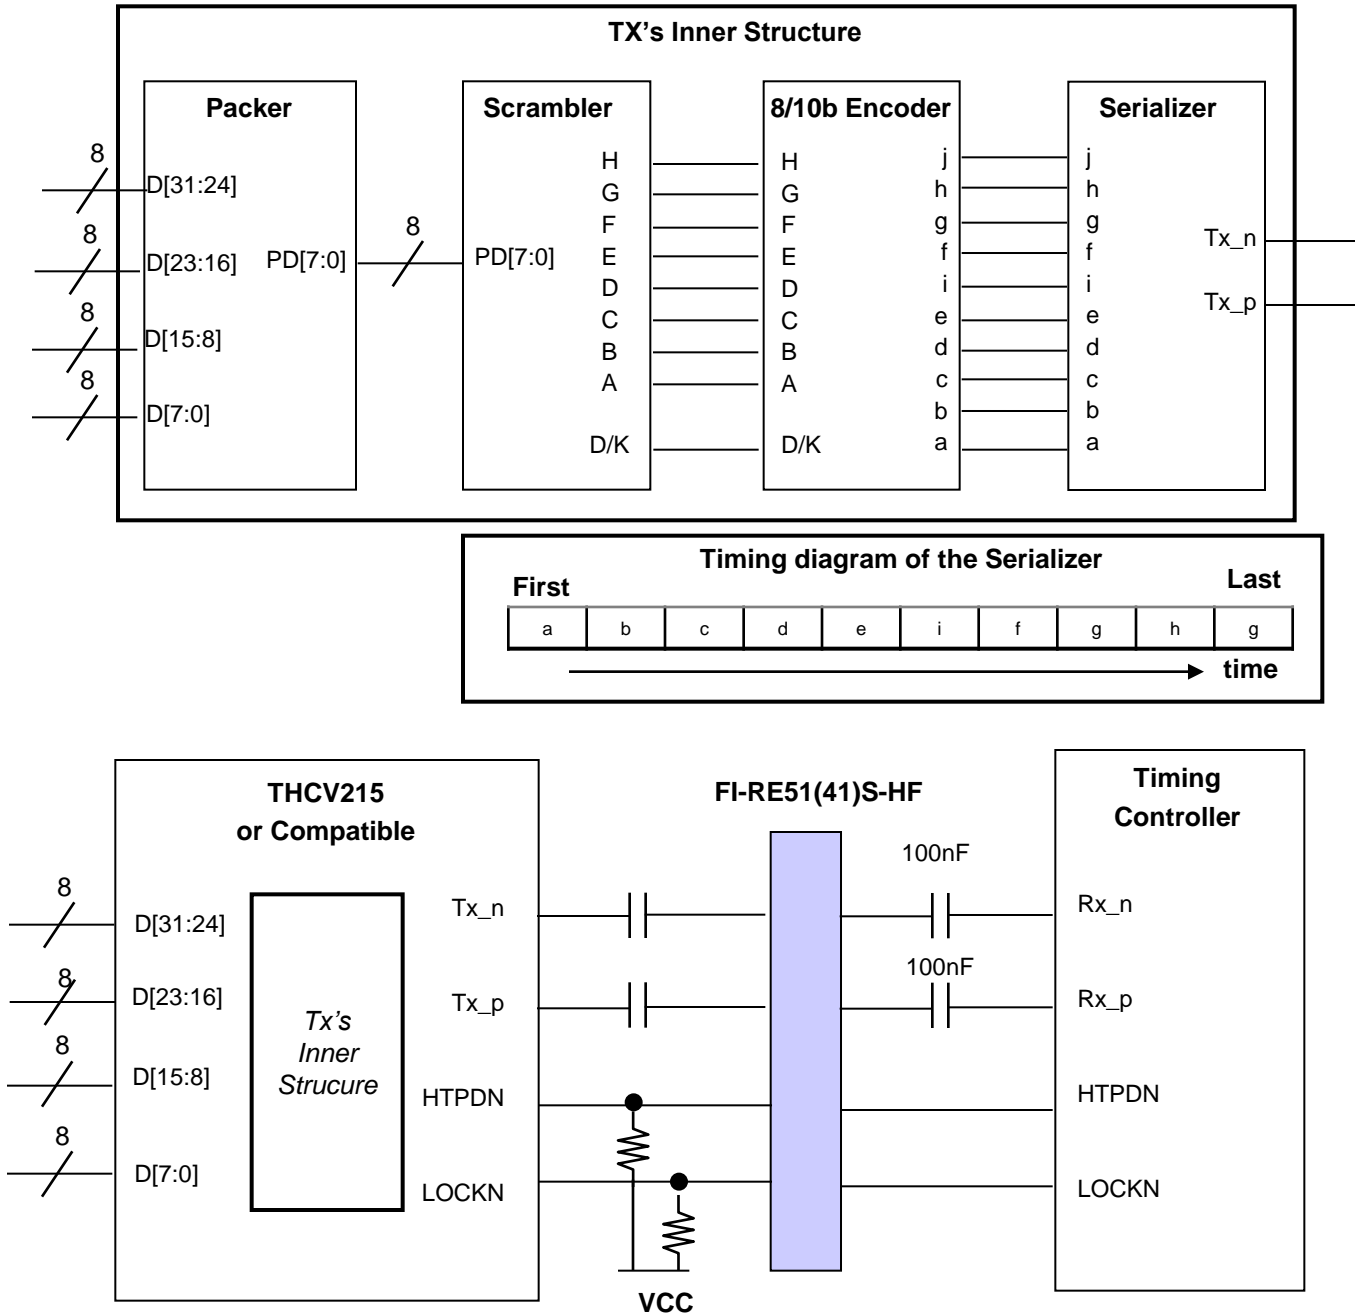 TX's Inner Structure
Packer
Scrambler
8/10b Encoder
Serializer
8
D[31:24]
8
D[23:16]
8
D[15:8]
8
D[7:0]
PD[7:0]
8
PD[7:0]
H
G
F
E
D
C
B
A
D/K
H
G
F
E
D
C
B
A
D/K
j
h
g
f
i
e
d
c
b
a
j
h
g
f
i
e
d
c
b
a
Tx_n
Tx_p
Timing diagram of the Serializer
First
Last
a b c d e i f g h g
time
THCV215
or Compatible
8
D[31:24]
8
D[23:16]
8
D[15:8]
8
D[7:0]
Tx's
Inner
Strucure
Tx_n
Tx_p
HTPDN
LOCKN
VCC
FI-RE51(41)S-HF
100nF
100nF
Timing
Controller
Rx_n
Rx_p
HTPDN
LOCKN